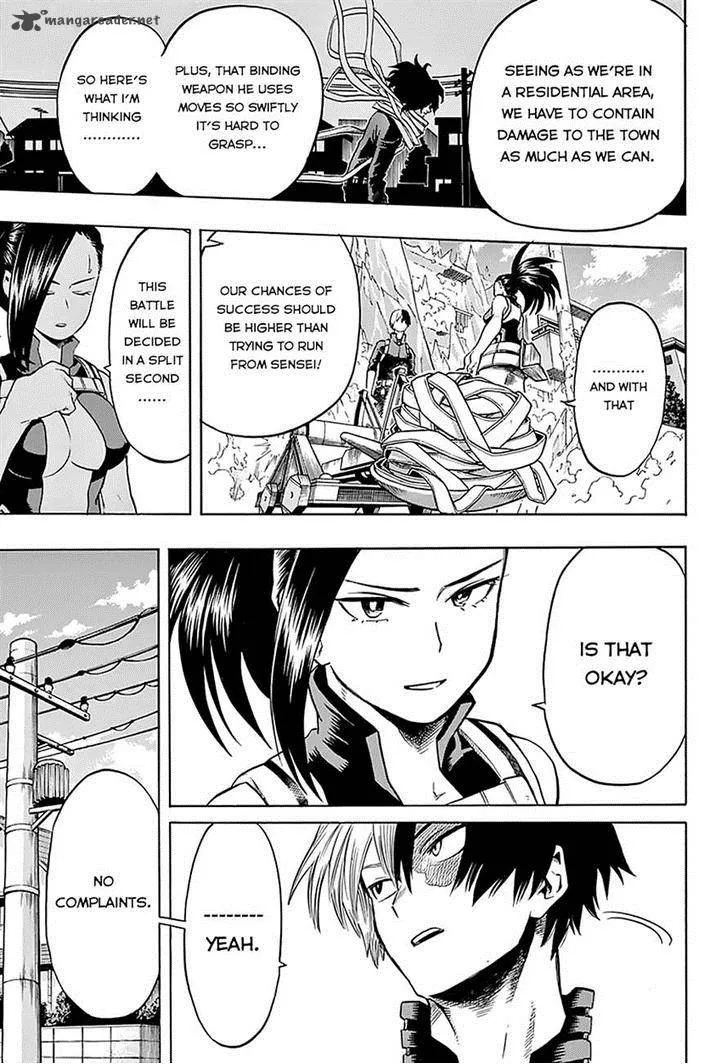 mangareader.net
SEEING AS WE'RE IN
A RESIDENTIAL AREA,
WE HAVE TO CONTAIN
DAMAGE TO THE TOWN
AS MUCH AS WE CAN.
PLUS, THAT BINDING
WEAPON HE USES
MOVES SO SWIFTLY
IT'S HARD TO
GRASP...
SO HERE'S
WHAT I'M
THINKING
............
...........
AND WITH
THAT
OUR CHANCES OF
SUCCESS SHOULD
BE HIGHER THAN
TRYING TO RUN
FROM SENSEI!
THIS
BATTLE
WILL BE
DECIDED
IN A SPLIT
SECOND
......
IS THAT
OKAY?
---------
YEAH.
NO
COMPLAINTS.